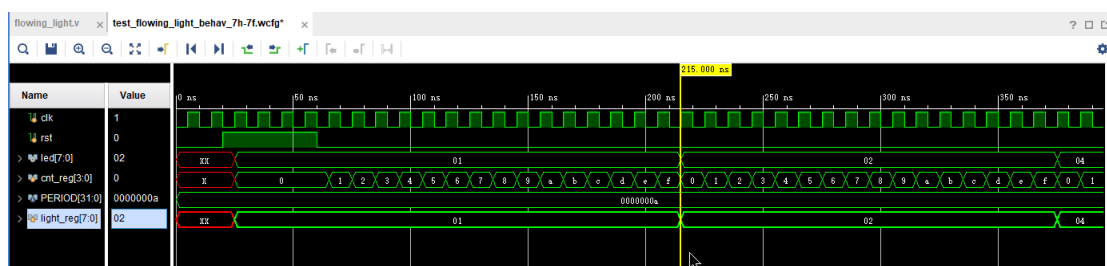 flowing_light.v × test_flowing_light_behav_7h-7f.wcfg* ×
?
215.000 ns
Name Value 0 ns 50 ns 100 ns 150 ns 200 ns 250 ns 300 ns 350 ns
clk 1
rst 0
> led[7:0] 02 XX 01 02 04
> cnt_reg[3:0] 0 X 0 1 2 3 4 5 6 7 8 9 a b c d e f 0 1 2 3 4 5 6 7 8 9 a b c d e f 0 1
> PERIOD[31:0] 0000000a 0000000a
> light_reg[7:0] 02 XX 01 02 04